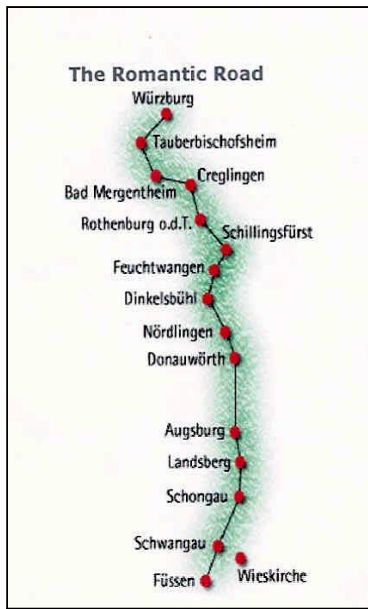 The Romantic Road
Würzburg
Tauberbischofsheim
Bad Mergentheim
Creglingen
Rothenburg o.d.T.
Schillingsfürst
Feuchtwangen
Dinkelsbühl
Nördlingen
Donauwörth
Augsburg
Landsberg
Schongau
Schwangau
Wieskirche
Füssen